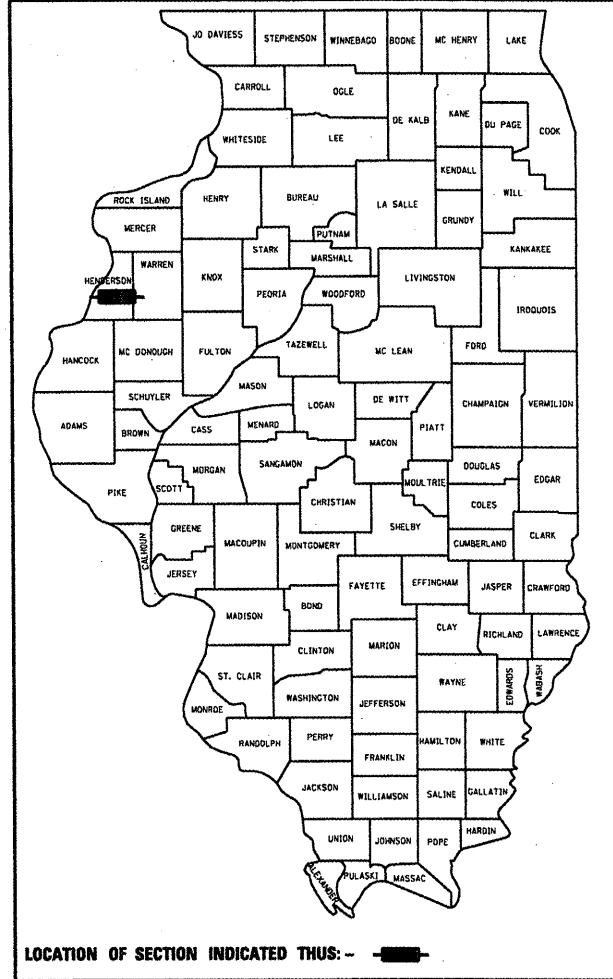 JO DAVIESS STEPHENSON WINNEBAGO BOONE MC HENRY LAKE
CARROLL OGLE
DE KALB KANE DU PAGE COOK
WHITESIDE LEE
KENDALL WILL
ROCK ISLAND HENRY BUREAU LA SALLE GRUNDY
MERCER PUTNAM
STARK MARSHALL KANKAKEE
HENDERSON WARREN KNOX LIVINGSTON
PEORIA WOODFORD IROQUOIS
HANCOCK MC DONOUGH FULTON TAZEWELL MC LEAN FORD
SCHUYLER MASON
LOGAN DE WITT CHAMPAIGN VERMILION
ADAMS BROWN CASS MENARD MACON PIATT
PIKE SCOTT MORGAN SANGAMON MOULTRIE DOUGLAS EDGAR
CHRISTIAN COLES
CALHOUN GREENE MACOUPIN SHELBY
MONTGOMERY CUMBERLAND CLARK
JERSEY FAYETTE EFFINGHAM JASPER CRAWFORD
MADISON BOND
CLAY RICHLAND LAWRENCE
CLINTON MARION
ST. CLAIR WAYNE EDWARDS WABASH
MONROE WASHINGTON JEFFERSON
RANDOLPH PERRY HAMILTON WHITE
FRANKLIN
JACKSON WILLIAMSON SALINE GALLATIN
UNION JOHNSON POPE HARDIN
ALEXANDER PULASKI MASSAC
LOCATION OF SECTION INDICATED THUS: -